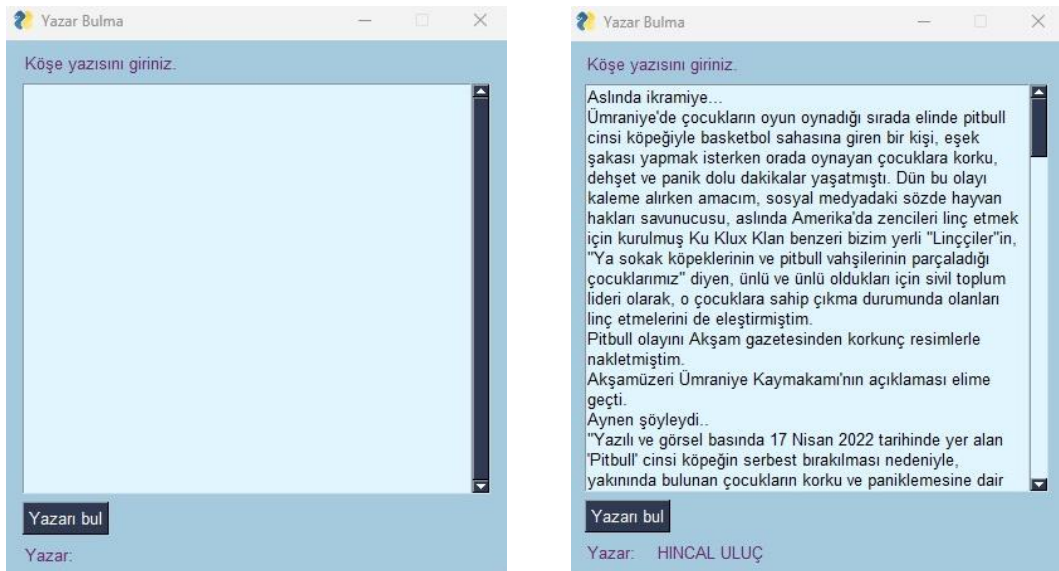 Yazar Bulma
Köşe yazısını giriniz.
Yazarı bul
Yazar:
Yazar Bulma
Köşe yazısını giriniz.
Aslında ikramiye...
Ümraniye'de çocukların oyun oynadığı sırada elinde pitbull
cinsi köpeğiyle basketbol sahasına giren bir kişi, eşek
şakası yapmak isterken orada oynayan çocuklara korku,
dehşet ve panik dolu dakikalar yaşatmıştı. Dün bu olayı
kaleme alırken amacım, sosyal medyadaki sözde hayvan
hakları savunucusu, aslında Amerika'da zencileri linç etmek
için kurulmuş Ku Klux Klan benzeri bizim yerli "Linççiler"in,
"Ya sokak köpeklerinin ve pitbull vahşilerinin parçaladığı
çocuklarımız" diyen, ünlü ve ünlü oldukları için sivil toplum
lideri olarak, o çocuklara sahip çıkma durumunda olanları
linç etmelerini de eleştirmiştim.
Pitbull olayını Akşam gazetesinden korkunç resimlerle
nakletmiştim.
Akşamüzeri Ümraniye Kaymakamı'nın açıklaması elime
geçti.
Aynen şöyleydi..
"Yazılı ve görsel basında 17 Nisan 2022 tarihinde yer alan
'Pitbull' cinsi köpeğin serbest bırakılması nedeniyle,
yakınında bulunan çocukların korku ve paniklemesine dair
Yazarı bul
Yazar: HINCAL ULUÇ